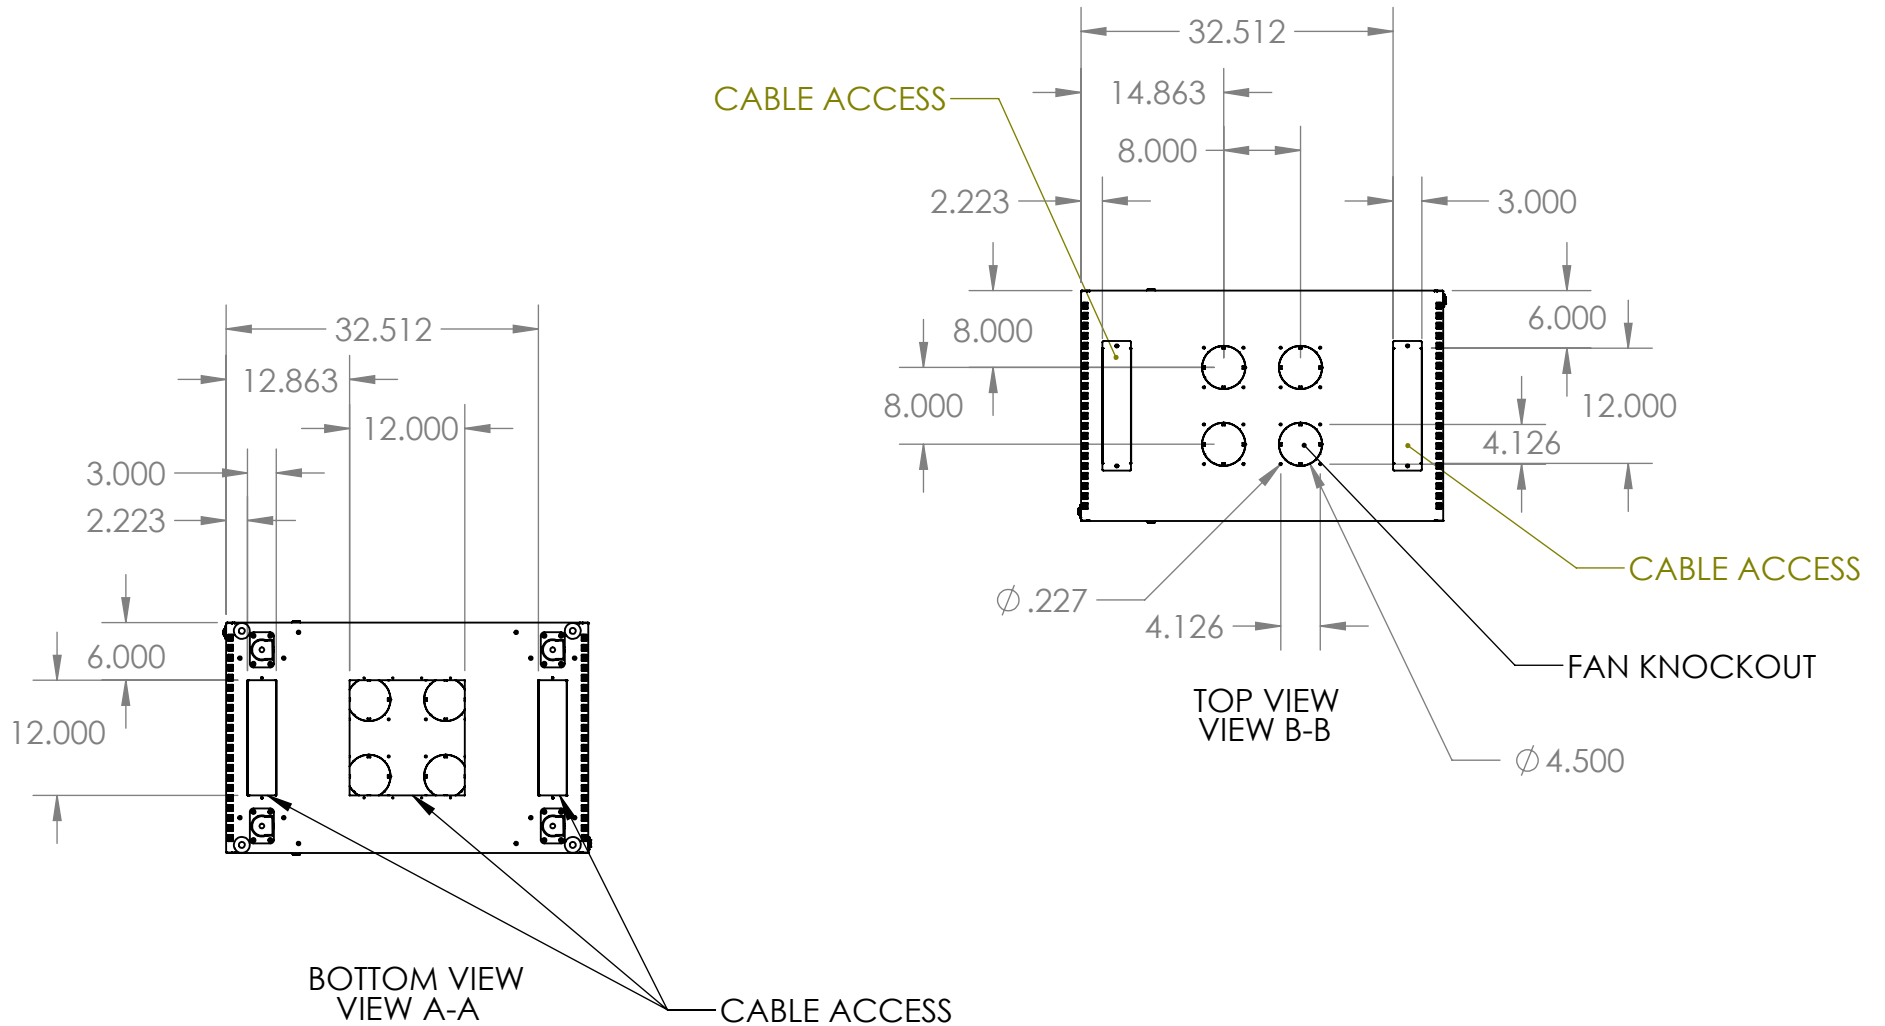 32.512
14.863
CABLE ACCESS
8.000
2.223
3.000
8.000
6.000
8.000
12.000
4.126
CABLE ACCESS
∅ .227
4.126
FAN KNOCKOUT
TOP VIEW
VIEW B-B
∅ 4.500
32.512
12.863
12.000
3.000
2.223
6.000
12.000
BOTTOM VIEW
VIEW A-A
CABLE ACCESS